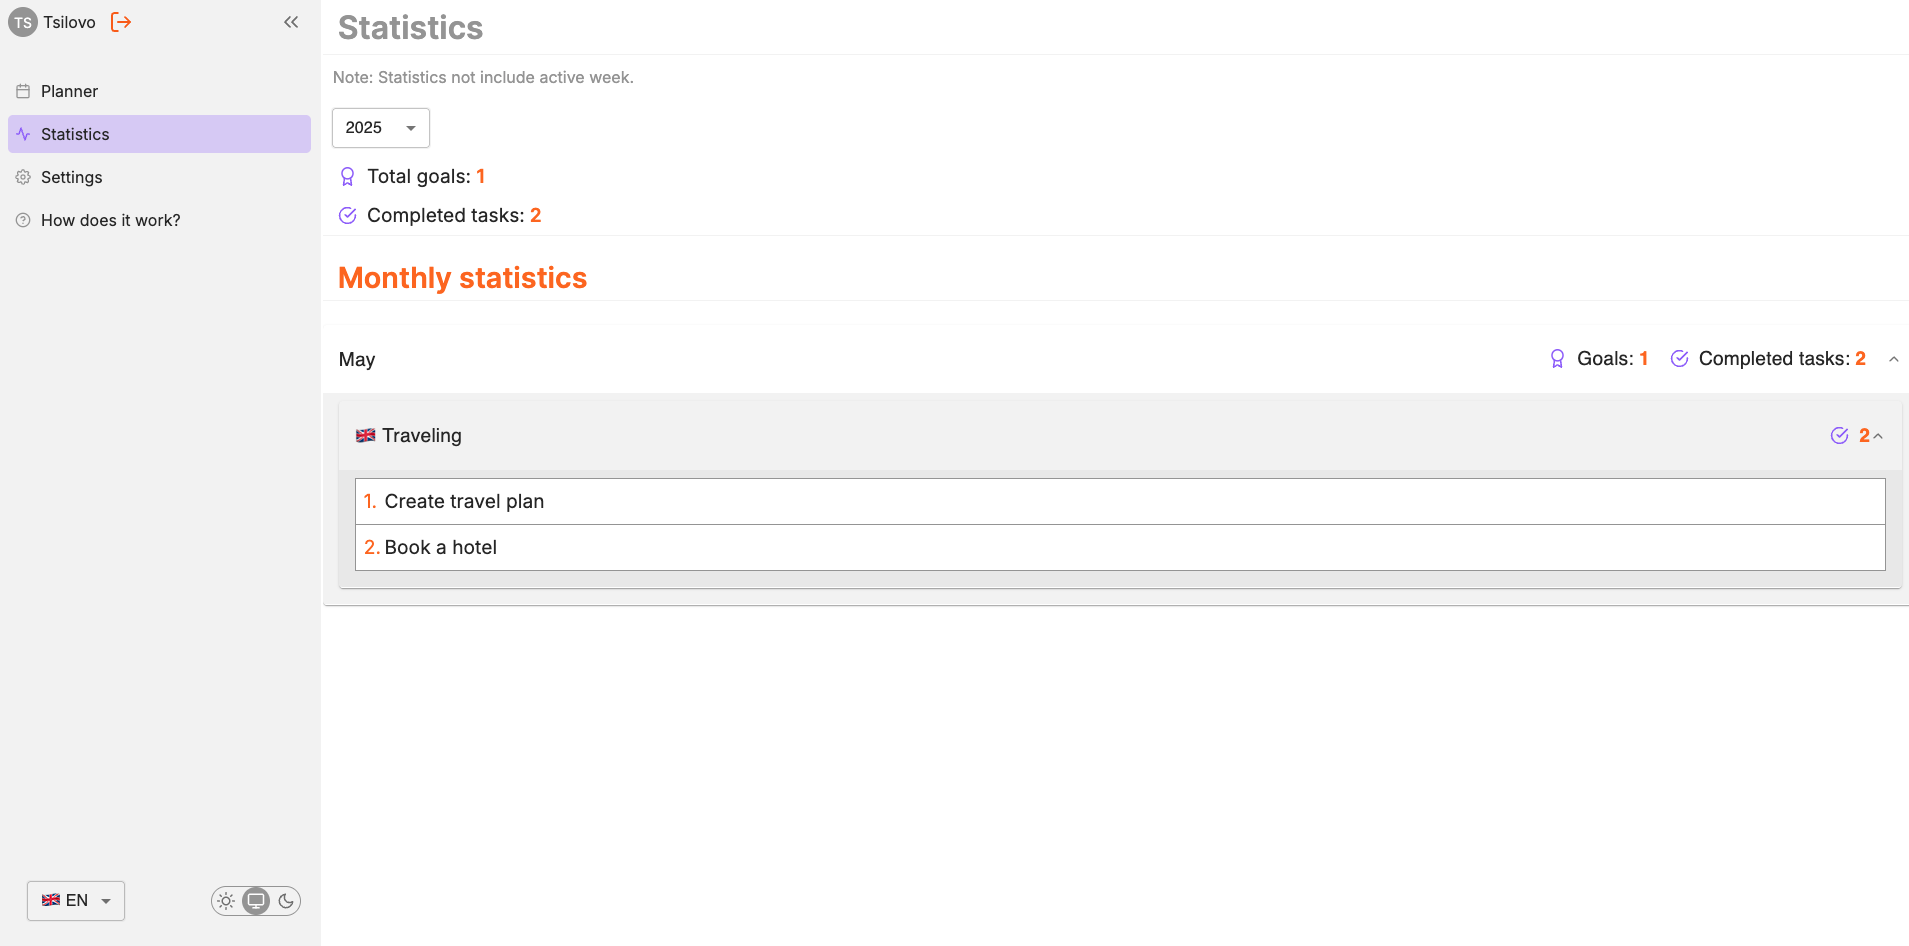 TS Tsilovo
Planner
Statistics
Settings
How does it work?
EN
Statistics
Note: Statistics not include active week.
2025
Total goals: 1
Completed tasks: 2
Monthly statistics
May Goals: 1 Completed tasks: 2
Traveling 2
1. Create travel plan
2. Book a hotel